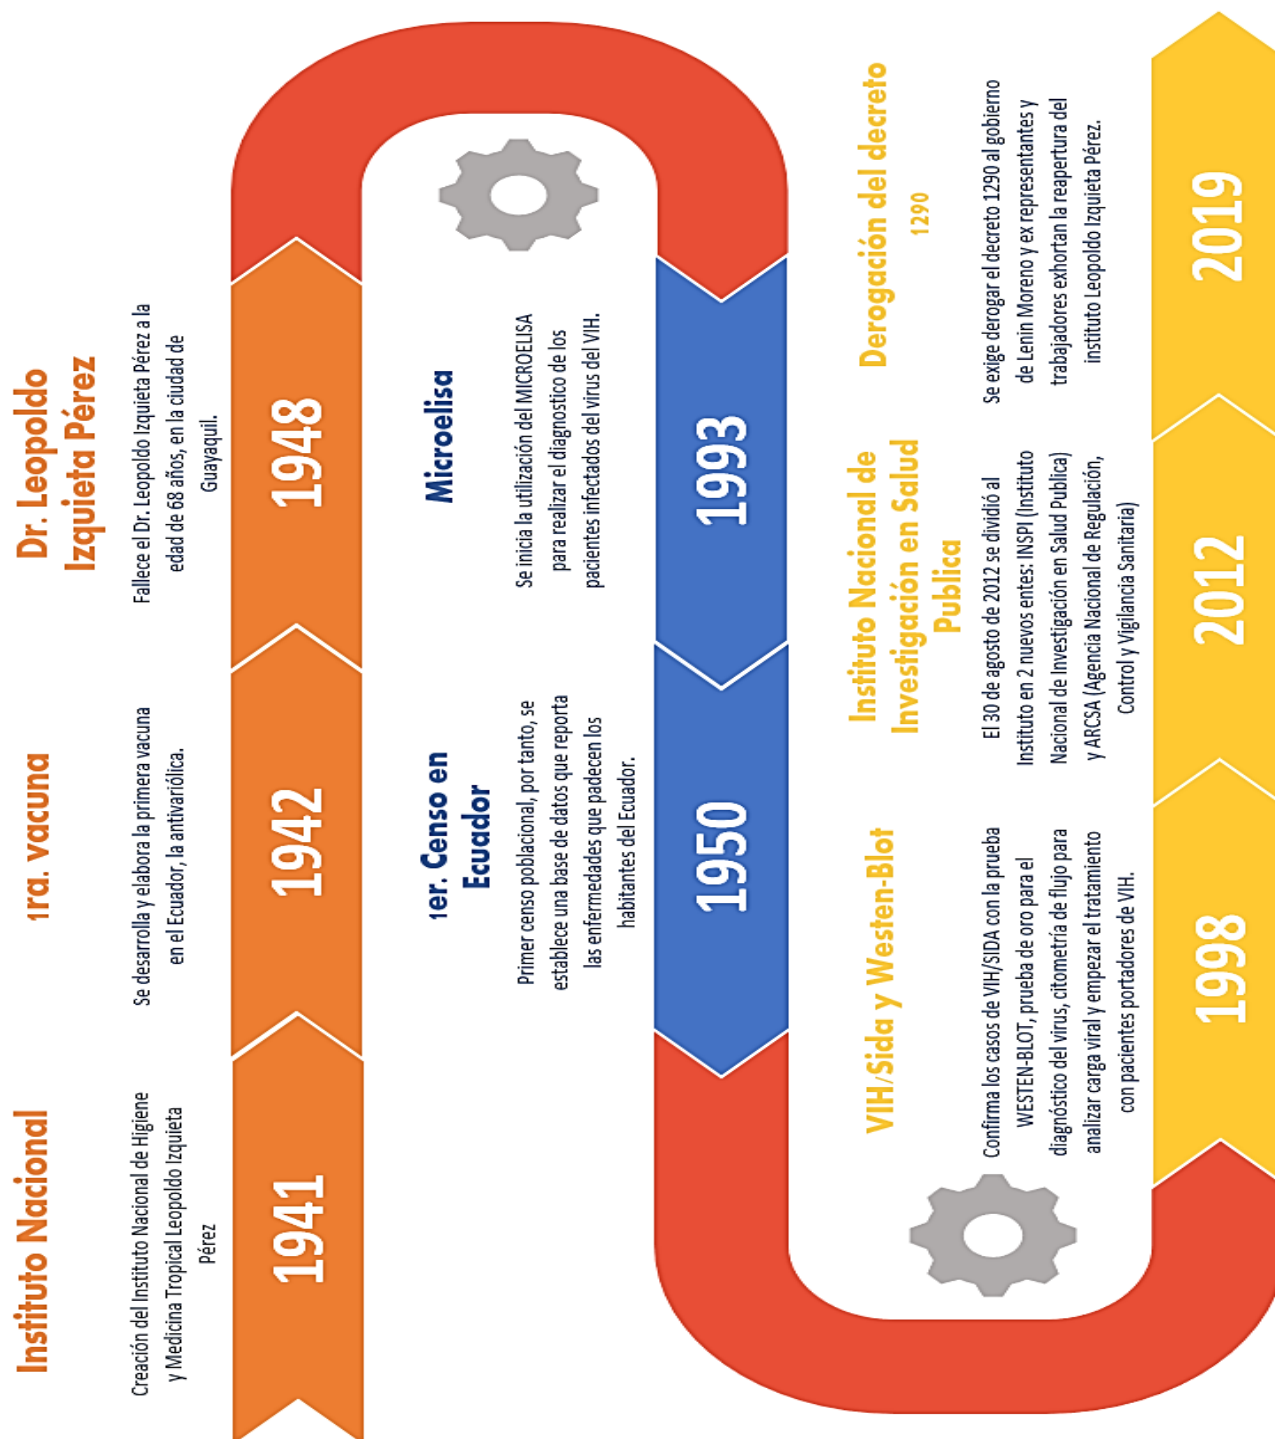 Instituto Nacional
Creación del Instituto Nacional de Higiene
y Medicina Tropical Leopoldo Izquieta
Pérez
1941
1ra. vacuna
Se desarrolla y elabora la primera vacuna
en el Ecuador, la antivariólica.
1942
Dr. Leopoldo
Izquieta Pérez
Fallece el Dr. Leopoldo Izquieta Pérez a la
edad de 68 años, en la ciudad de
Guayaquil.
1948
Microelisa
Se inicia la utilización del MICROELISA
para realizar el diagnostico de los
pacientes infectados del virus del VIH.
1993
1er. Censo en
Ecuador
Primer censo poblacional, por tanto, se
establece una base de datos que reporta
las enfermedades que padecen los
habitantes del Ecuador.
1950
VIH/Sida y Westen-Blot
Confirma los casos de VIH/SIDA con la prueba
WESTEN-BLOT, prueba de oro para el
diagnóstico del virus, citometría de flujo para
analizar carga viral y empezar el tratamiento
con pacientes portadores de VIH.
1998
Instituto Nacional de
Investigación en Salud
Publica
El 30 de agosto de 2012 se dividió al
Instituto en 2 nuevos entes: INSPI (Instituto
Nacional de Investigación en Salud Publica)
y ARCSA (Agencia Nacional de Regulación,
Control y Vigilancia Sanitaria)
2012
Derogación del decreto
1290
Se exige derogar el decreto 1290 al gobierno
de Lenin Moreno y ex representantes y
trabajadores exhortan la reapertura del
instituto Leopoldo Izquieta Pérez.
2019